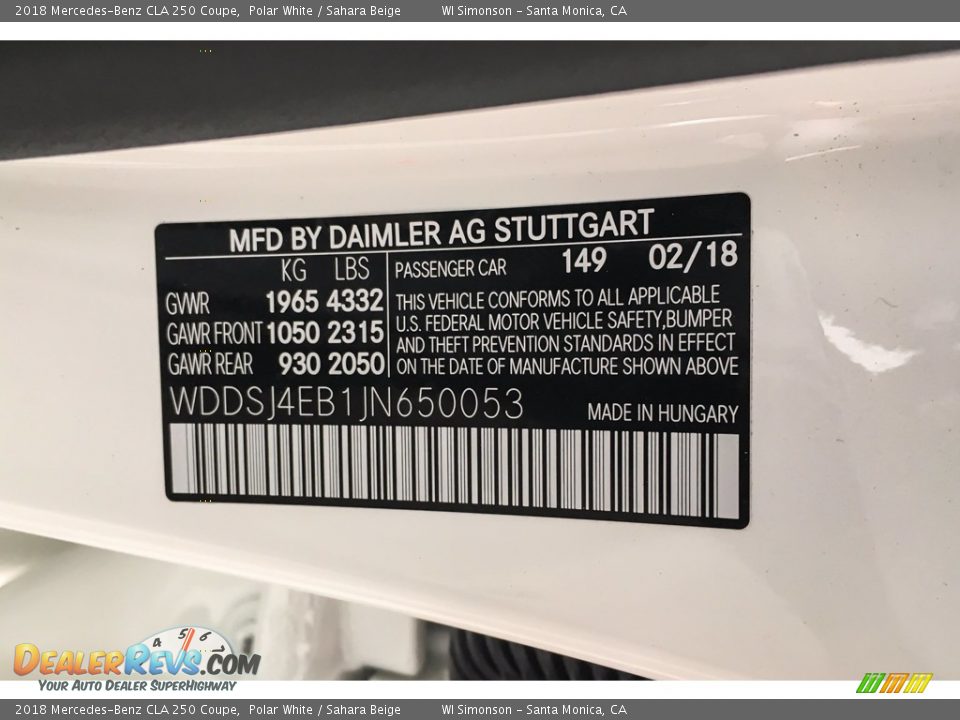 2018 Mercedes-Benz CLA 250 Coupe, Polar White / Sahara Beige WI Simonson - Santa Monica, CA
MFD BY DAIMLER AG STUTTGART
KG LBS PASSENGER CAR 149 02/18
GWR 1965 4332
GAWR FRONT 1050 2315
GAWR REAR 930 2050
THIS VEHICLE CONFORMS TO ALL APPLICABLE
U.S. FEDERAL MOTOR VEHICLE SAFETY,BUMPER
AND THEFT PREVENTION STANDARDS IN EFFECT
ON THE DATE OF MANUFACTURE SHOWN ABOVE
WDDSJ4EB1JN650053 MADE IN HUNGARY
4 5 6
DEALERREVS.COM
YOUR AUTO DEALER SUPERHIGHWAY
2018 Mercedes-Benz CLA 250 Coupe, Polar White / Sahara Beige WI Simonson - Santa Monica, CA